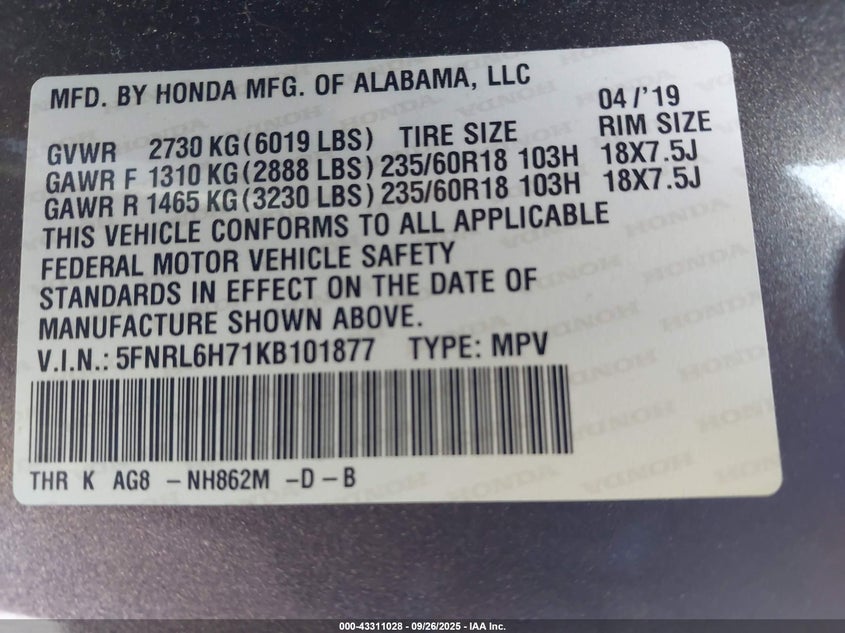 MFD. BY HONDA MFG. OF ALABAMA, LLC
04/'19
GVWR 2730 KG(6019 LBS) TIRE SIZE RIM SIZE
GAWR F 1310 KG(2888 LBS) 235/60R18 103H 18X7.5J
GAWR R 1465 KG(3230 LBS) 235/60R18 103H 18X7.5J
THIS VEHICLE CONFORMS TO ALL APPLICABLE
FEDERAL MOTOR VEHICLE SAFETY
STANDARDS IN EFFECT ON THE DATE OF
MANUFACTURE SHOWN ABOVE.
V.I.N.: 5FNRL6H71KB101877 TYPE: MPV
THR K AG8 -NH862M -D-B
000-43311028 - 09/26/2025 - IAA Inc.